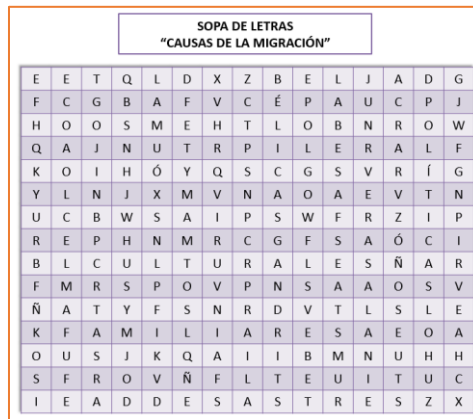 SOPA DE LETRAS
“CAUSAS DE LA MIGRACIÓN”
E E T Q L D X Z B E L J A D G
F C G B A F V C É P A U C P J
H O O S M E H T L O B N R O W
Q A J N U T R P I L E R A L F
K O I H Ó Y Q S C G S V R Í G
Y L N J X M V N A O A E V T N
U C B W S A I P S W F R Z I P
R E P H N M R C G F S A Ó C I
B L C U L T U R A L E S Ñ A R
F M R S P O V P N S A A O S V
Ñ A T Y F S N R D V T L S L E
K F A M I L I A R E S A E O A
O U S J K Q A I I B M N U H H
S F R O V Ñ F L T E U I T U C
I E A D D E S A S T R E S Z X